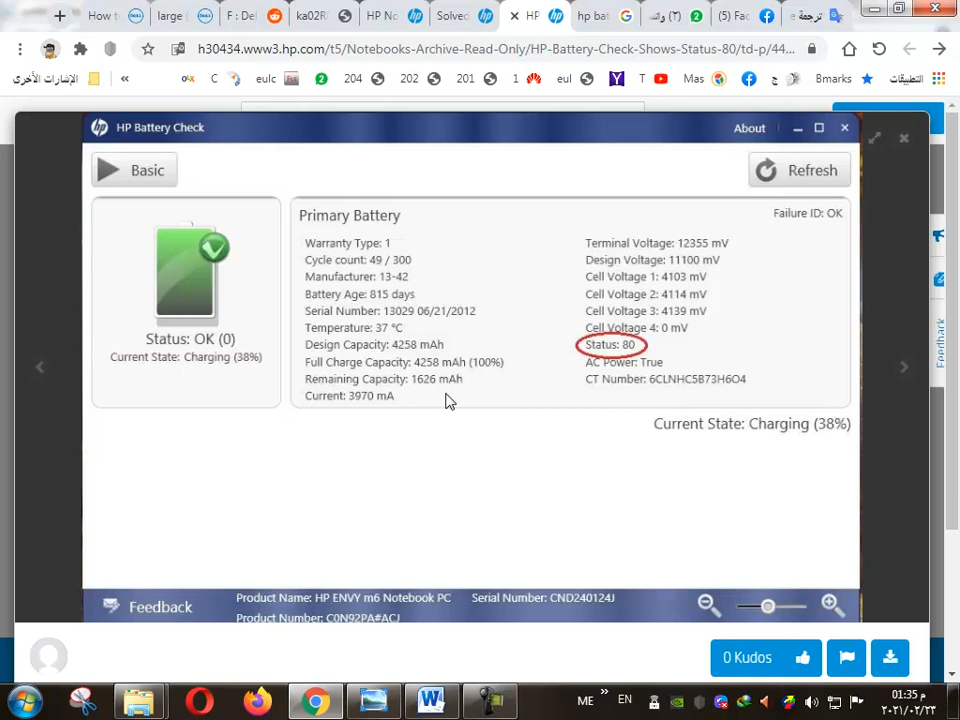 How t
large (
F : Del
ka02RI
HP No
Solved
HP
hp bat
واتـ (٢)
(5) Fac
ترجمة e
h30434.www3.hp.com/t5/Notebooks-Archive-Read-Only/HP-Battery-Check-Shows-Status-80/td-p/44...
الإشارات الأخرى
«
olx
C
eulc
204
202
201
1
eul
T
Mas
ج
Bmarks
التطبيقات
HP Battery Check
About
Basic
Refresh
Primary Battery
Failure ID: OK
Warranty Type: 1
Cycle count: 49 / 300
Manufacturer: 13-42
Battery Age: 815 days
Serial Number: 13029 06/21/2012
Temperature: 37 °C
Design Capacity: 4258 mAh
Full Charge Capacity: 4258 mAh (100%)
Remaining Capacity: 1626 mAh
Current: 3970 mA
Terminal Voltage: 12355 mV
Design Voltage: 11100 mV
Cell Voltage 1: 4103 mV
Cell Voltage 2: 4114 mV
Cell Voltage 3: 4139 mV
Cell Voltage 4: 0 mV
Status: 80
AC Power: True
CT Number: 6CLNHC5B73H6O4
Status: OK (0)
Current State: Charging (38%)
Current State: Charging (38%)
Feedback
Feedback
Product Name: HP ENVY m6 Notebook PC
Serial Number: CND240124J
Product Number: C0N92PA#ACJ
0 Kudos
ME
EN
01:35 م
٢٠٢١/٠٢/٢٣